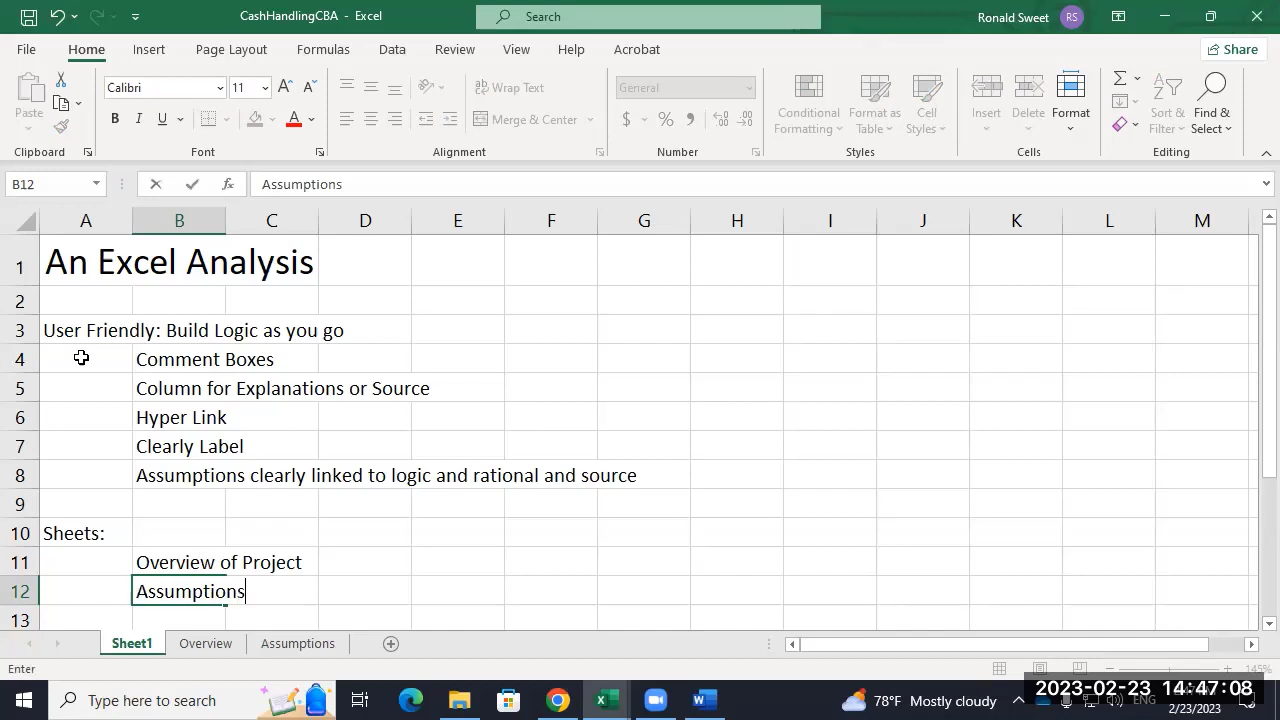 CashHandlingCBA - Excel
Search
Ronald Sweet
RS
File Home Insert Page Layout Formulas Data Review View Help Acrobat
Share
Paste
Calibri
11
A A
B I U
A
ab
ab Wrap Text
Merge & Center
General
$ % ,
Conditional Formatting
Format as Table
Cell Styles
Insert
Delete
Format
Sort & Filter
Find & Select
Clipboard
Font
Alignment
Number
Styles
Cells
Editing
B12
fx
Assumptions
A B C D E F G H I J K L M
1 An Excel Analysis
2
3 User Friendly: Build Logic as you go
4 Comment Boxes
5 Column for Explanations or Source
6 Hyper Link
7 Clearly Label
8 Assumptions clearly linked to logic and rational and source
9
10 Sheets:
11 Overview of Project
12 Assumptions
13
Sheet1 Overview Assumptions
Enter
145%
Type here to search
78°F Mostly cloudy
ENG
2023-02-23 14:47:08
2/23/2023